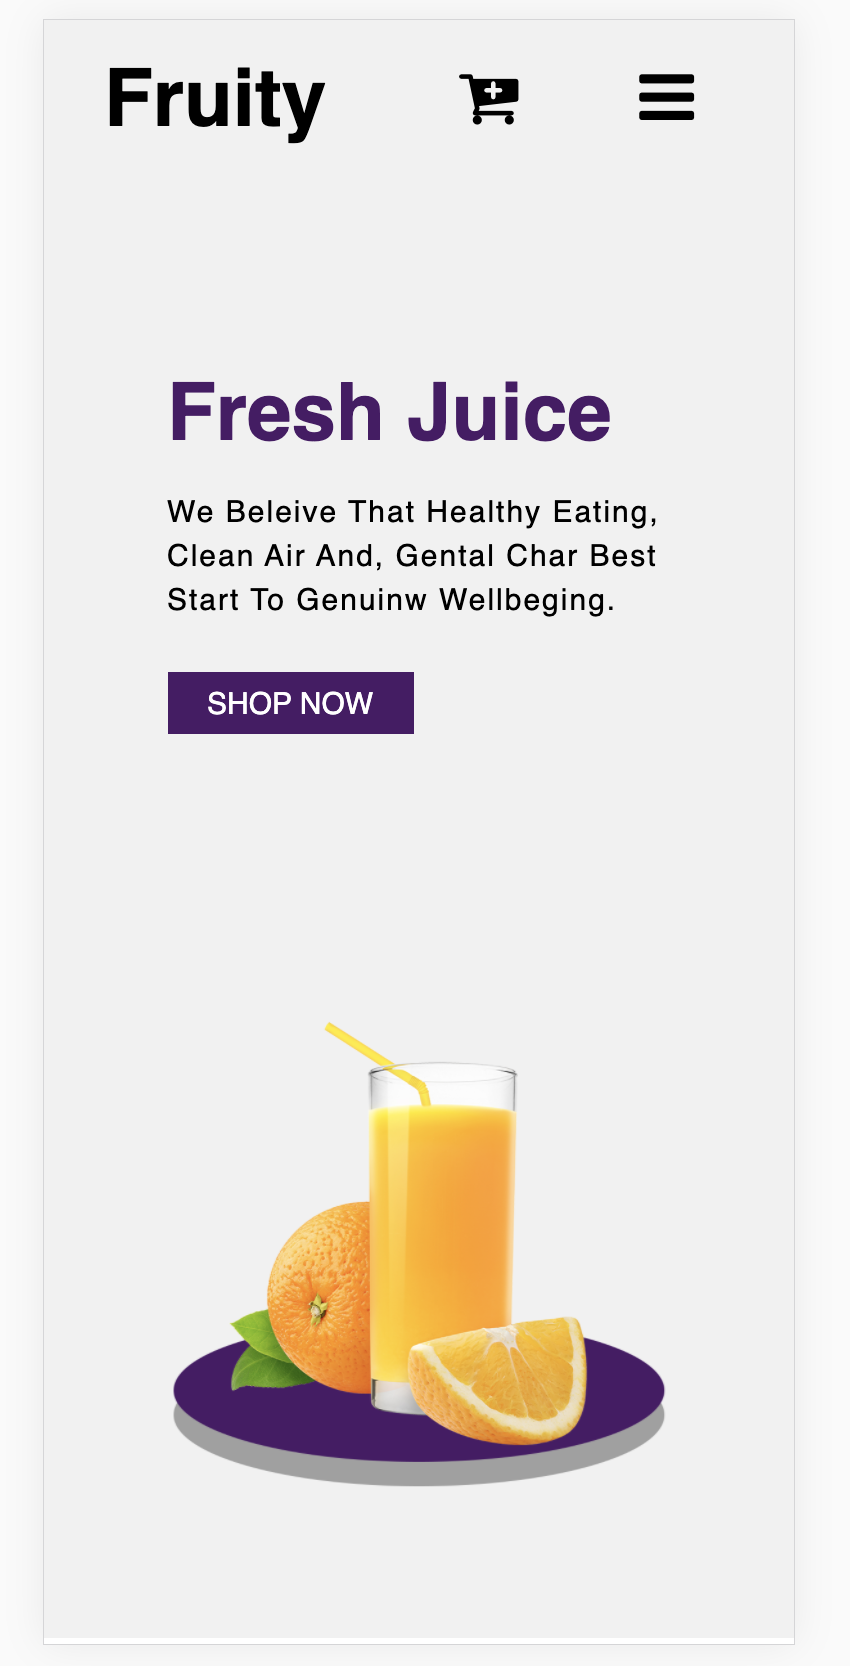 Fruity
Fresh Juice
We Beleive That Healthy Eating,
Clean Air And, Gental Char Best
Start To Genuinw Wellbeging.
SHOP NOW